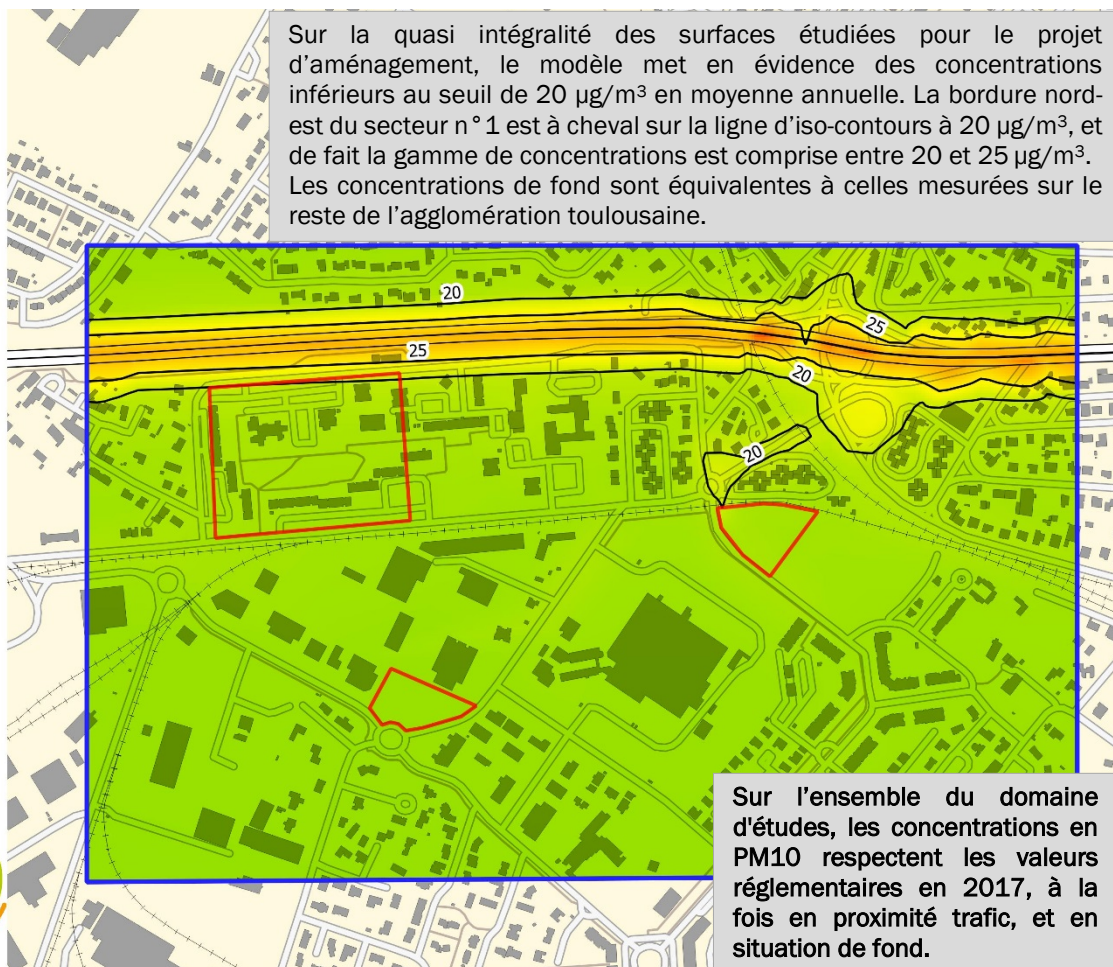 Sur la quasi intégralité des surfaces étudiées pour le projet
d'aménagement, le modèle met en évidence des concentrations
inférieurs au seuil de 20 µg/m³ en moyenne annuelle. La bordure nord-
est du secteur n°1 est à cheval sur la ligne d'iso-contours à 20 µg/m³, et
de fait la gamme de concentrations est comprise entre 20 et 25 µg/m³.
Les concentrations de fond sont équivalentes à celles mesurées sur le
reste de l'agglomération toulousaine.
20
25
25
20
20
Sur l'ensemble du domaine
d'études, les concentrations en
PM10 respectent les valeurs
réglementaires en 2017, à la
fois en proximité trafic, et en
situation de fond.